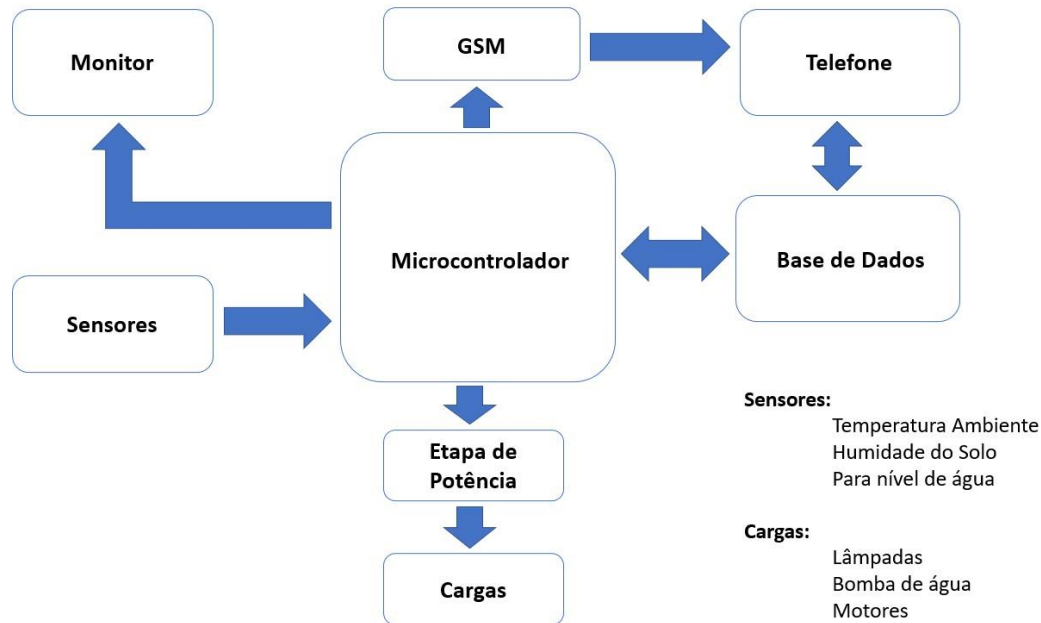 Monitor
GSM
Telefone
Microcontrolador
Base de Dados
Sensores
Etapa de
Potência
Cargas
Sensores:
Temperatura Ambiente
Humidade do Solo
Para nível de água
Cargas:
Lâmpadas
Bomba de água
Motores